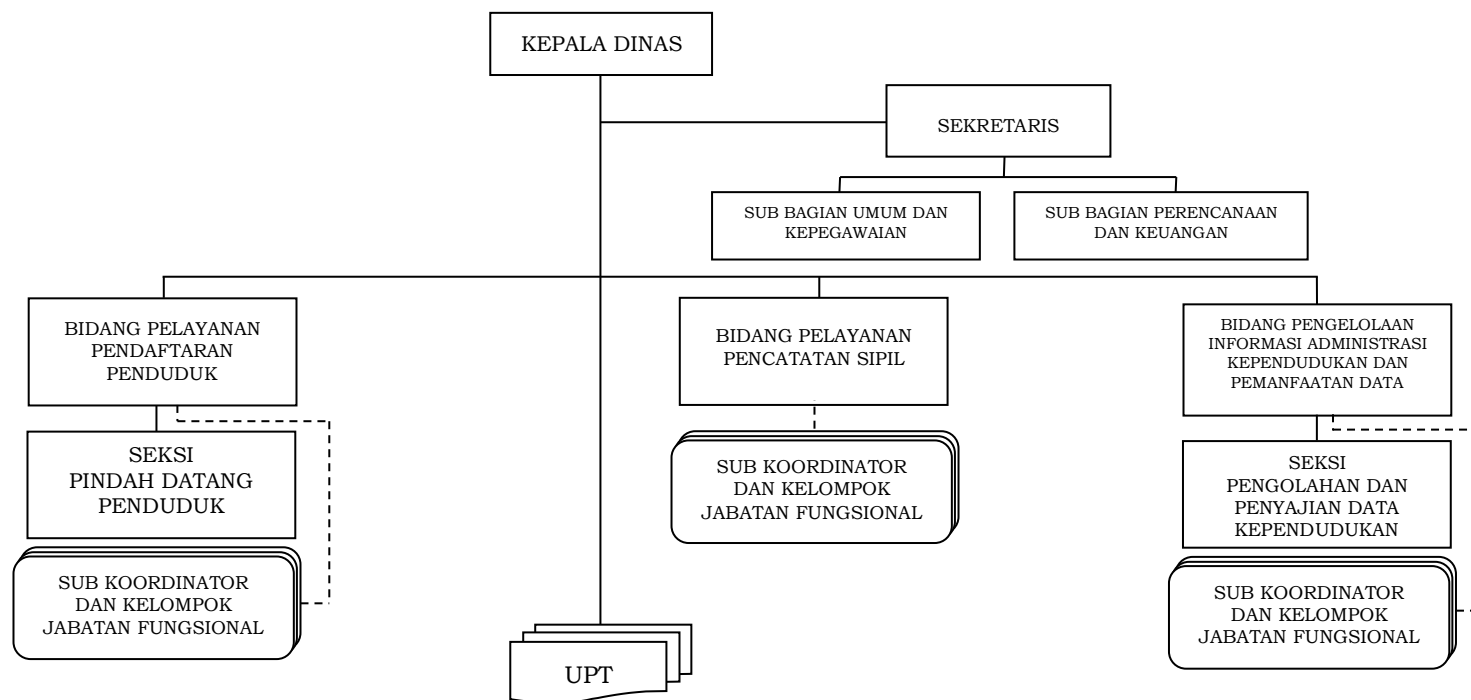 KEPALA DINAS
SEKRETARIS
SUB BAGIAN UMUM DAN
KEPEGAWAIAN
SUB BAGIAN PERENCANAAN
DAN KEUANGAN
BIDANG PELAYANAN
PENDAFTARAN
PENDUDUK
BIDANG PELAYANAN
PENCATATAN SIPIL
BIDANG PENGELOLAAN
INFORMASI ADMINISTRASI
KEPENDUDUKAN DAN
PEMANFAATAN DATA
SEKSI
PINDAH DATANG
PENDUDUK
SUB KOORDINATOR
DAN KELOMPOK
JABATAN FUNGSIONAL
SEKSI
PENGOLAHAN DAN
PENYAJIAN DATA
KEPENDUDUKAN
SUB KOORDINATOR
DAN KELOMPOK
JABATAN FUNGSIONAL
SUB KOORDINATOR
DAN KELOMPOK
JABATAN FUNGSIONAL
UPT